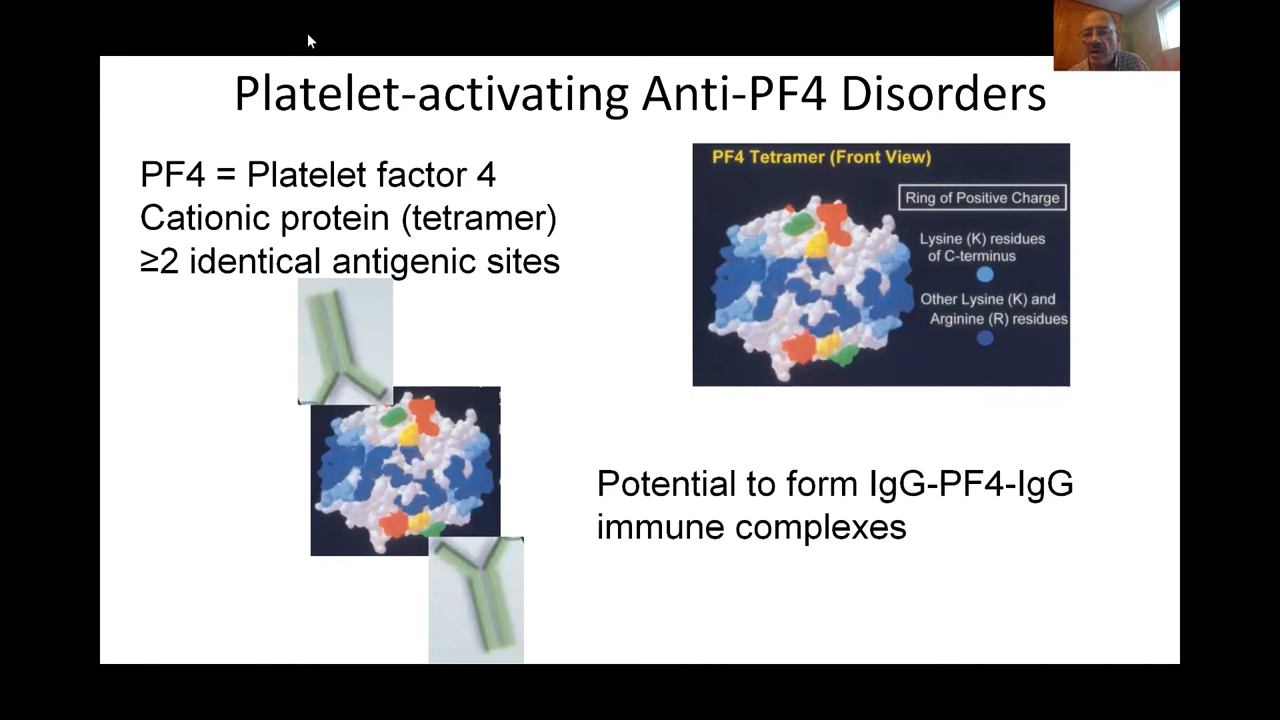 Platelet-activating Anti-PF4 Disorders
PF4 = Platelet factor 4
Cationic protein (tetramer)
≥2 identical antigenic sites
PF4 Tetramer (Front View)
Ring of Positive Charge
Lysine (K) residues
of C-terminus
Other Lysine (K) and
Arginine (R) residues
Potential to form IgG-PF4-IgG
immune complexes